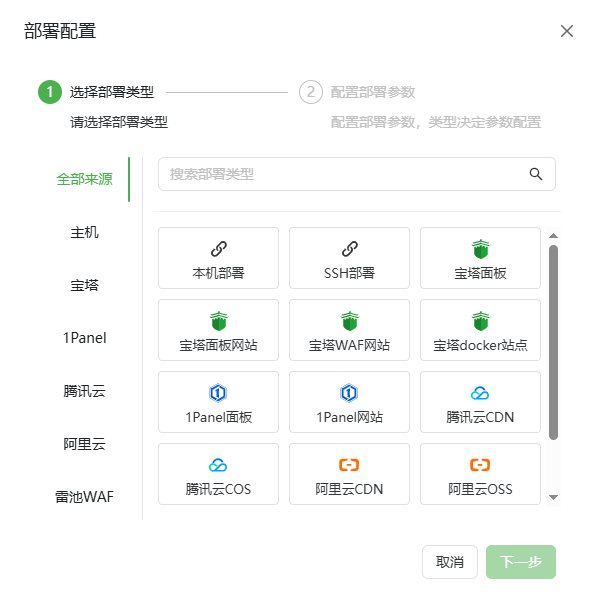 部署配置
1 选择部署类型
请选择部署类型
2 配置部署参数
配置部署参数，类型决定参数配置
全部来源
主机
宝塔
1Panel
腾讯云
阿里云
雷池WAF
搜索部署类型
本机部署
SSH部署
宝塔面板
宝塔面板网站
宝塔WAF网站
宝塔docker站点
1Panel面板
1Panel网站
腾讯云CDN
腾讯云COS
阿里云CDN
阿里云OSS
取消
下一步